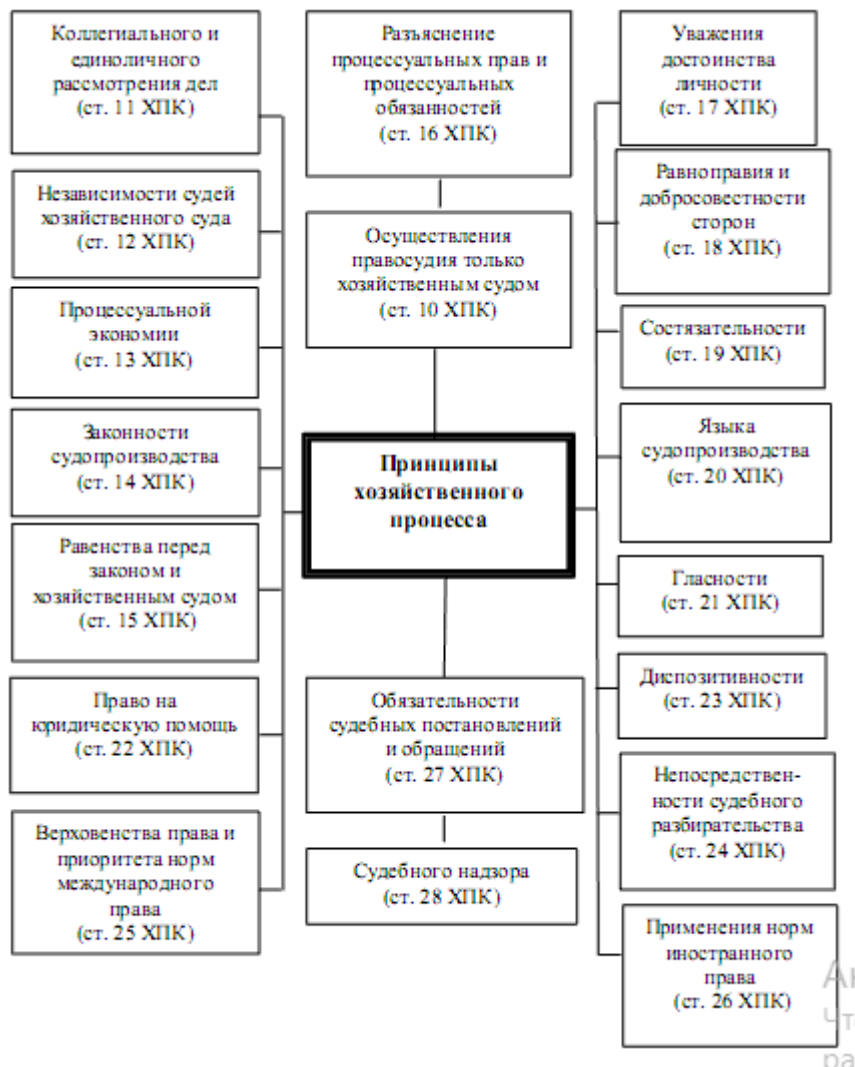 Коллегиального и
единоличного
рассмотрения дел
(ст. 11 ХПК)
Независимости судей
хозяйственного суда
(ст. 12 ХПК)
Процессуальной
экономии
(ст. 13 ХПК)
Законности
судопроизводства
(ст. 14 ХПК)
Равенства перед
законом и
хозяйственным судом
(ст. 15 ХПК)
Право на
юридическую помощь
(ст. 22 ХПК)
Верховенства права и
приоритета норм
международного
права
(ст. 25 ХПК)
Разъяснение
процессуальных прав и
процессуальных
обязанностей
(ст. 16 ХПК)
Осуществления
правосудия только
хозяйственным судом
(ст. 10 ХПК)
Принципы
хозяйственного
процесса
Обязательности
судебных постановлений
и обращений
(ст. 27 ХПК)
Судебного надзора
(ст. 28 ХПК)
Уважения
достоинства
личности
(ст. 17 ХПК)
Равноправия и
добросовестности
сторон
(ст. 18 ХПК)
Состязательности
(ст. 19 ХПК)
Языка
судопроизводства
(ст. 20 ХПК)
Гласности
(ст. 21 ХПК)
Диспозитивности
(ст. 23 ХПК)
Непосредствен-
ности судебного
разбирательства
(ст. 24 ХПК)
Применения норм
иностранного
права
(ст. 26 ХПК)